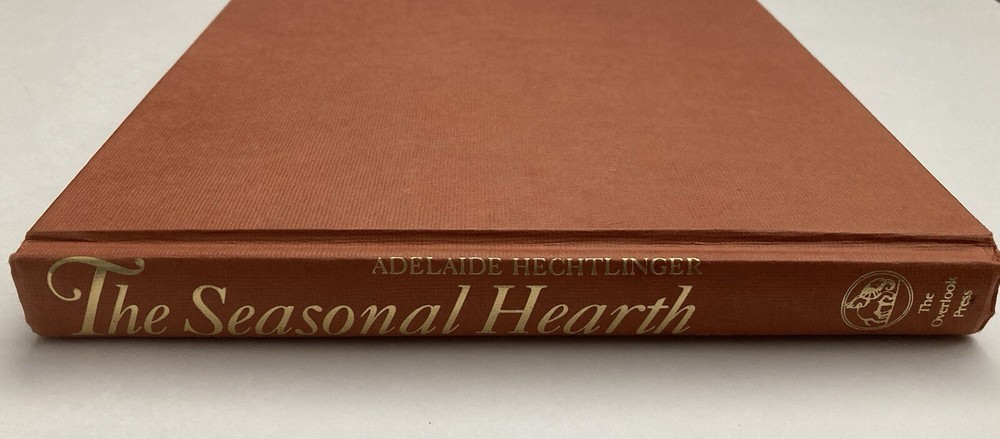 ADELAIDE HECHTLINGER
The Seasonal Hearth
The
Overlook
Press